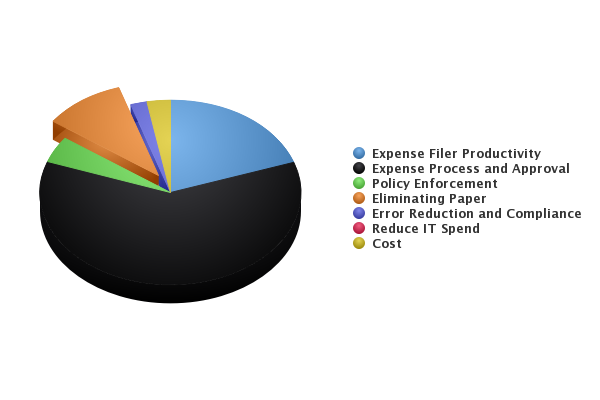 Expense Filer Productivity
Expense Process and Approval
Policy Enforcement
Eliminating Paper
Error Reduction and Compliance
Reduce IT Spend
Cost